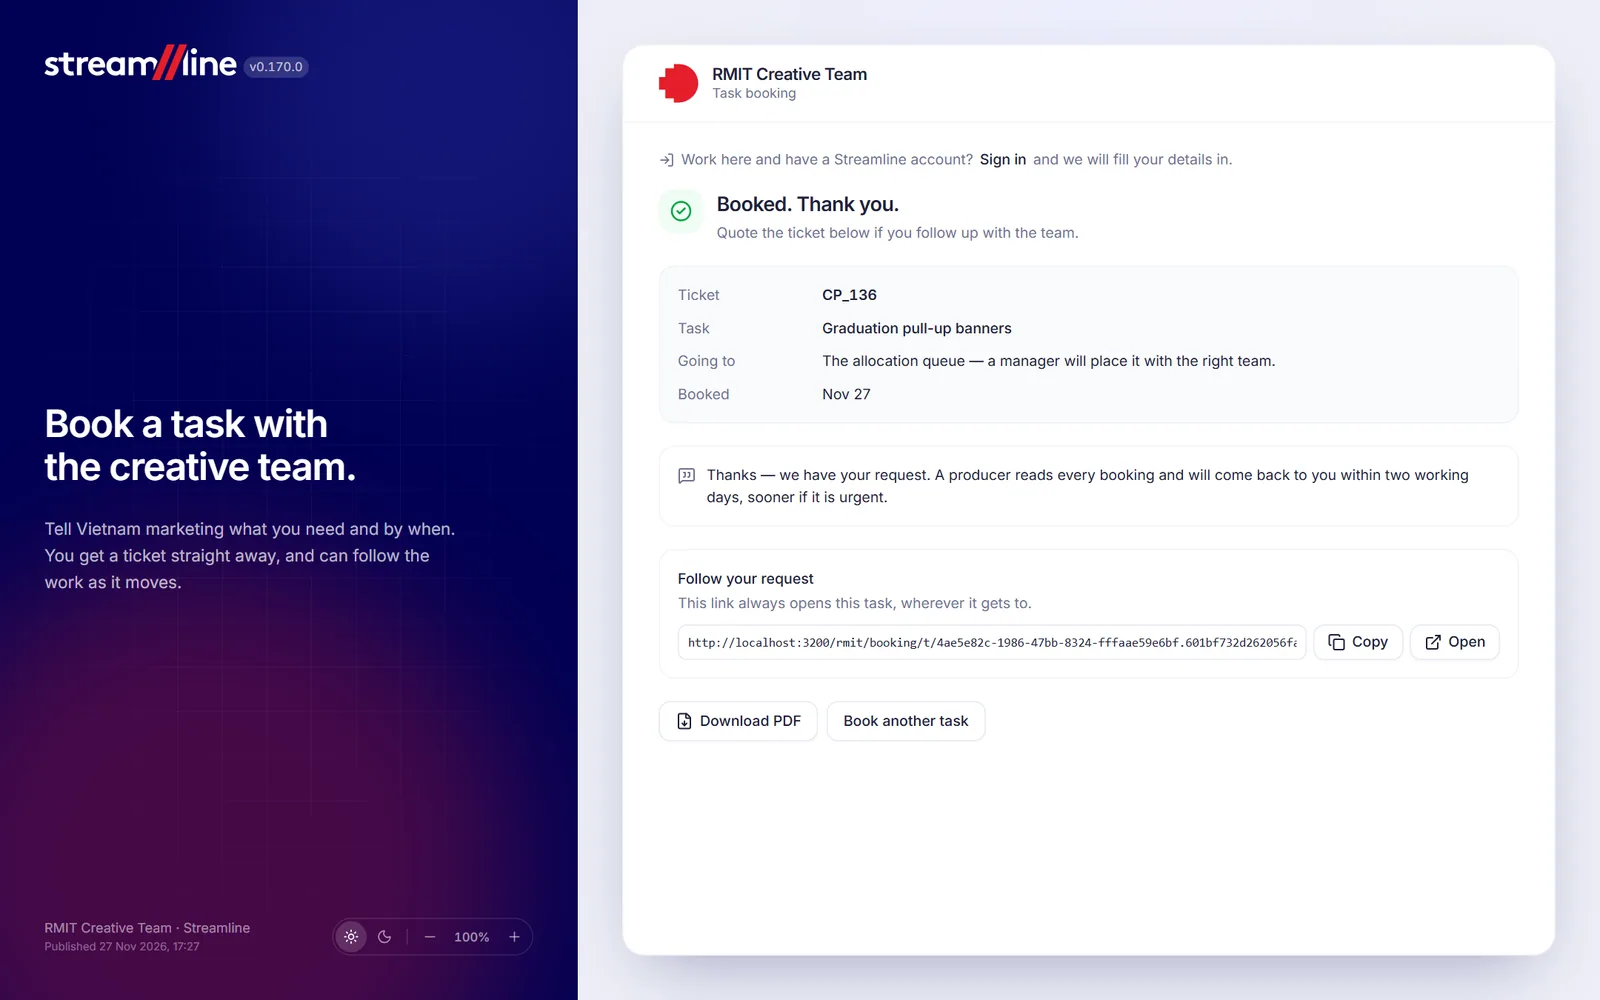 stream//line v0.170.0
Book a task with
the creative team.
Tell Vietnam marketing what you need and by when.
You get a ticket straight away, and can follow the
work as it moves.
RMIT Creative Team · Streamline
Published 27 Nov 2026, 17:27
100%
RMIT Creative Team
Task booking
Work here and have a Streamline account? Sign in and we will fill your details in.
Booked. Thank you.
Quote the ticket below if you follow up with the team.
Ticket CP_136
Task Graduation pull-up banners
Going to The allocation queue — a manager will place it with the right team.
Booked Nov 27
Thanks — we have your request. A producer reads every booking and will come back to you within two working
days, sooner if it is urgent.
Follow your request
This link always opens this task, wherever it gets to.
http://localhost:3200/rmit/booking/t/4ae5e82c-1986-47bb-8324-fffaae59e6bf.601bf732d262056fa Copy Open
Download PDF Book another task